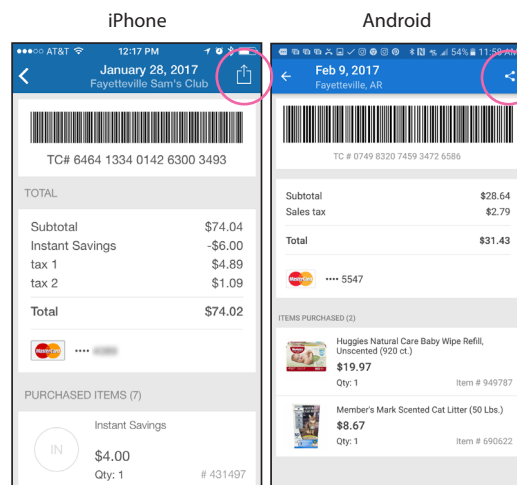 iPhone
Android
●●●○○ AT&T 12:17 PM
January 28, 2017
Fayetteville Sam's Club
TC# 6464 1334 0142 6300 3493
TOTAL
Subtotal $74.04
Instant Savings -$6.00
tax 1 $4.89
tax 2 $1.09
Total $74.02
MasterCard ••••
PURCHASED ITEMS (7)
IN
Instant Savings
$4.00
Qty: 1 # 431497
54% 11:59 AM
Feb 9, 2017
Fayetteville, AR
TC # 0749 8320 7459 3472 6586
Subtotal $28.64
Sales tax $2.79
Total $31.43
MasterCard •••• 5547
ITEMS PURCHASED (2)
Huggies Natural Care Baby Wipe Refill,
Unscented (920 ct.)
$19.97
Qty: 1 Item # 949787
Member's Mark Scented Cat Litter (50 Lbs.)
$8.67
Qty: 1 Item # 690622